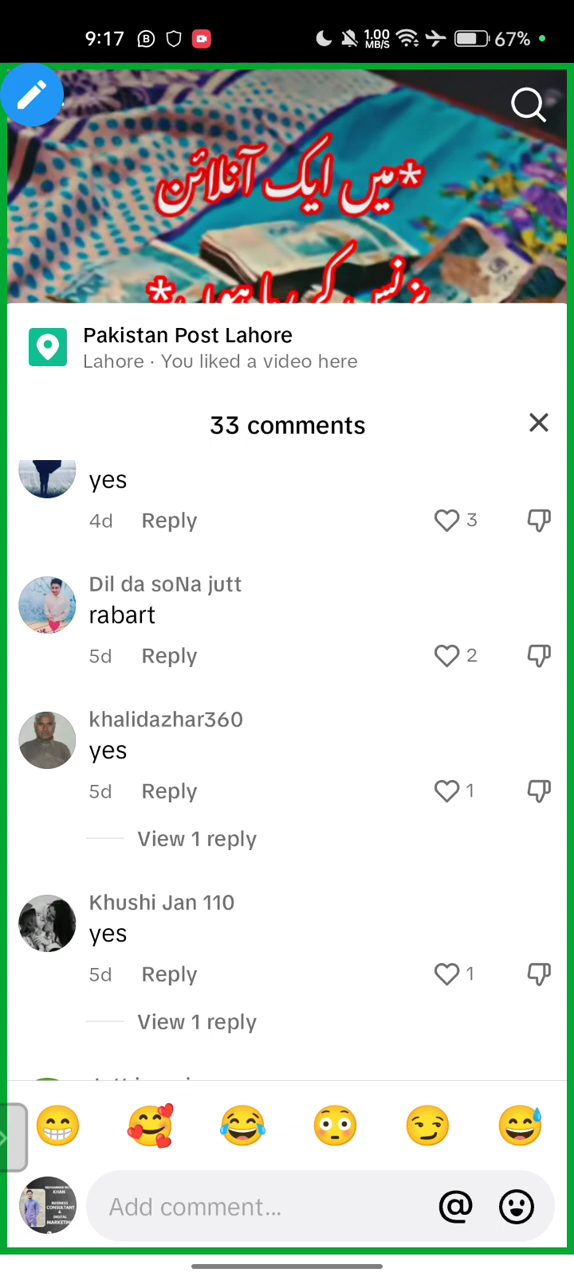 9:17
1.00
MB/S
67%
*میں ایک آنلائن
Pakistan Post Lahore
Lahore · You liked a video here
33 comments
yes
4d Reply 3
Dil da soNa jutt
rabart
5d Reply 2
khalidazhar360
yes
5d Reply 1
View 1 reply
Khushi Jan 110
yes
5d Reply 1
View 1 reply
Add comment...
@